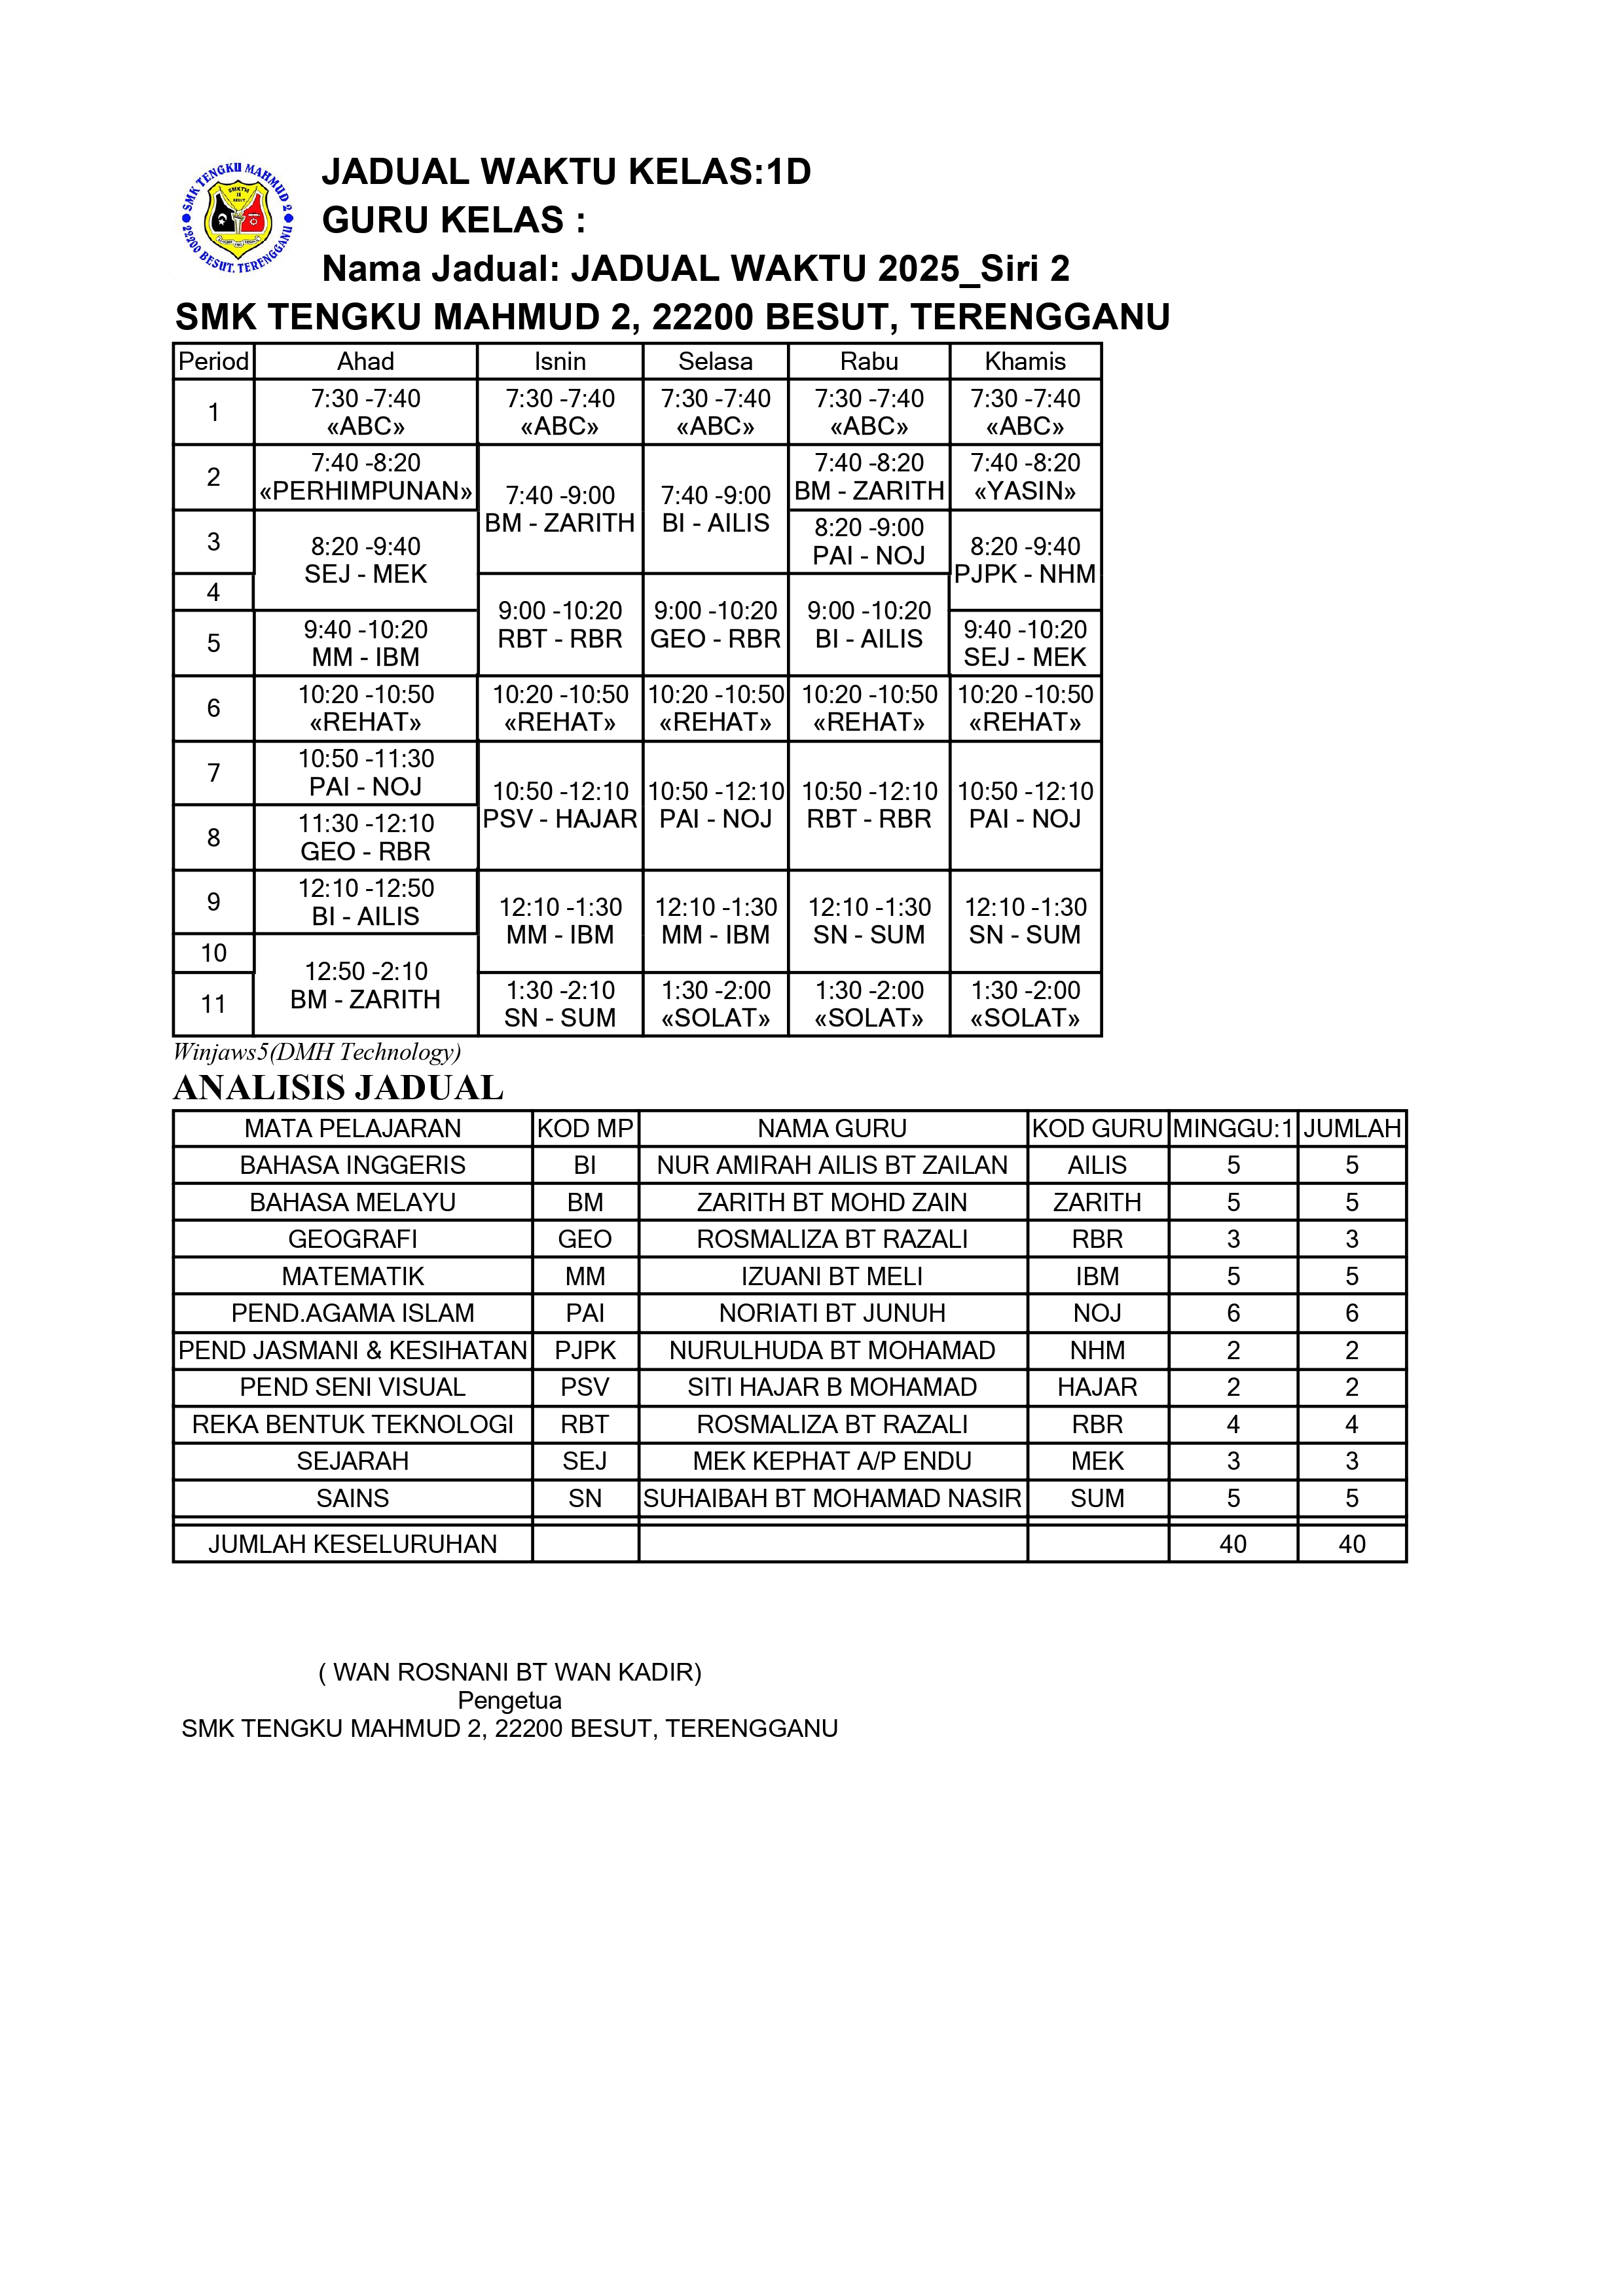 SMK TENGKU MAHMUD 2
22200 BESUT, TERENGGANU
JADUAL WAKTU KELAS:1D
GURU KELAS :
Nama Jadual: JADUAL WAKTU 2025_Siri 2
SMK TENGKU MAHMUD 2, 22200 BESUT, TERENGGANU
Period Ahad Isnin Selasa Rabu Khamis
1
7:30 -7:40 «ABC»
7:30 -7:40 «ABC»
7:30 -7:40 «ABC»
7:30 -7:40 «ABC»
7:30 -7:40 «ABC»
2
7:40 -8:20 «PERHIMPUNAN»
7:40 -9:00 BM - ZARITH
7:40 -9:00 BI - AILIS
7:40 -8:20 BM - ZARITH
7:40 -8:20 «YASIN»
3
8:20 -9:40 SEJ - MEK
8:20 -9:00 PAI - NOJ
8:20 -9:40 PJPK - NHM
4
9:00 -10:20 RBT - RBR
9:00 -10:20 GEO - RBR
9:00 -10:20 BI - AILIS
5
9:40 -10:20 MM - IBM
9:40 -10:20 SEJ - MEK
6
10:20 -10:50 «REHAT»
10:20 -10:50 «REHAT»
10:20 -10:50 «REHAT»
10:20 -10:50 «REHAT»
10:20 -10:50 «REHAT»
7
10:50 -11:30 PAI - NOJ
10:50 -12:10 PSV - HAJAR
10:50 -12:10 PAI - NOJ
10:50 -12:10 RBT - RBR
10:50 -12:10 PAI - NOJ
8
11:30 -12:10 GEO - RBR
9
12:10 -12:50 BI - AILIS
12:10 -1:30 MM - IBM
12:10 -1:30 MM - IBM
12:10 -1:30 SN - SUM
12:10 -1:30 SN - SUM
10
12:50 -2:10 BM - ZARITH
11
1:30 -2:10 SN - SUM
1:30 -2:00 «SOLAT»
1:30 -2:00 «SOLAT»
1:30 -2:00 «SOLAT»
Winjaws5(DMH Technology)
ANALISIS JADUAL
MATA PELAJARAN KOD MP NAMA GURU KOD GURU MINGGU:1 JUMLAH
BAHASA INGGERIS BI NUR AMIRAH AILIS BT ZAILAN AILIS 5 5
BAHASA MELAYU BM ZARITH BT MOHD ZAIN ZARITH 5 5
GEOGRAFI GEO ROSMALIZA BT RAZALI RBR 3 3
MATEMATIK MM IZUANI BT MELI IBM 5 5
PEND.AGAMA ISLAM PAI NORIATI BT JUNUH NOJ 6 6
PEND JASMANI & KESIHATAN PJPK NURULHUDA BT MOHAMAD NHM 2 2
PEND SENI VISUAL PSV SITI HAJAR B MOHAMAD HAJAR 2 2
REKA BENTUK TEKNOLOGI RBT ROSMALIZA BT RAZALI RBR 4 4
SEJARAH SEJ MEK KEPHAT A/P ENDU MEK 3 3
SAINS SN SUHAIBAH BT MOHAMAD NASIR SUM 5 5
JUMLAH KESELURUHAN 40 40
( WAN ROSNANI BT WAN KADIR)
Pengetua
SMK TENGKU MAHMUD 2, 22200 BESUT, TERENGGANU